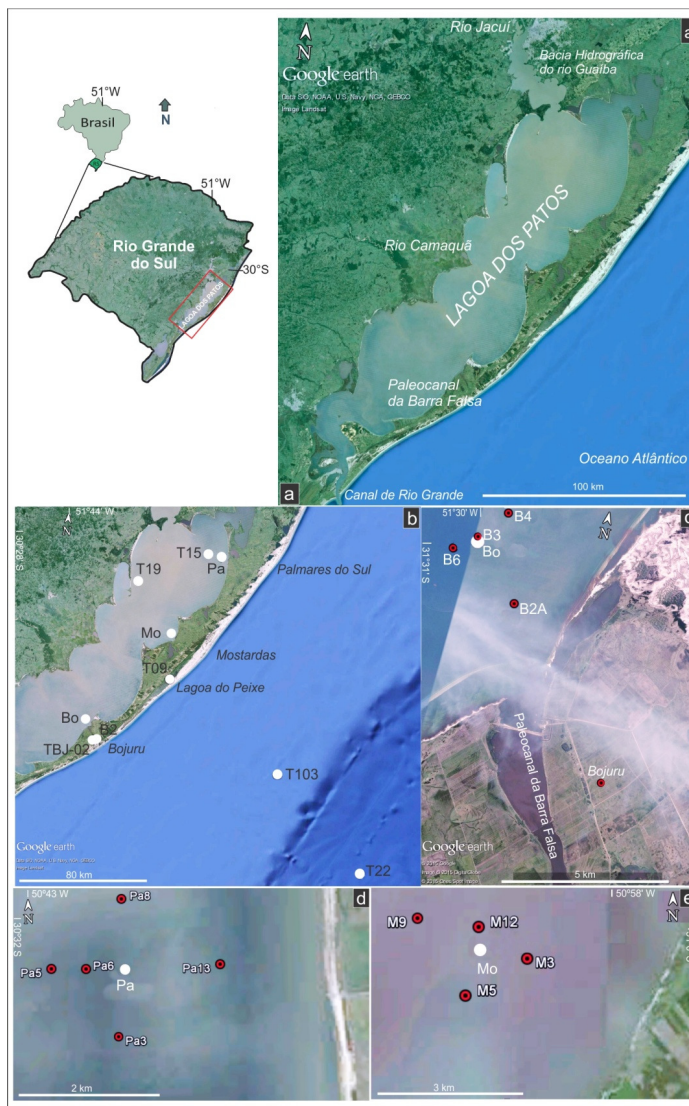 51°W
Brasil
N
51°W
Rio Grande
do Sul
30°S
LAGOA DOS PATOS
a
N
Rio Jacuí
Bacia Hidrográfica
do rio Guaíba
Google earth
Data SIO, NOAA, U.S. Navy, NGA, GEBCO
Image Landsat
Rio Camaquã
LAGOA DOS PATOS
Paleocanal
da Barra Falsa
Oceano Atlântico
100 km
Canal de Rio Grande
a
b
51°44' W
N
30°28' S
T15
Pa
T19
Palmares do Sul
Mo
Mostardas
T09
Lagoa do Peixe
Bo
TBJ-02
Bojuru
T103
T22
Google earth
80 km
51°30' W
31°31' S
N
B4
B3
Bo
B6
B2A
Paleocanal da Barra Falsa
Bojuru
Google earth
5 km
d
50°43' W
N
30°32 S
Pa8
Pa5
Pa6
Pa
Pa13
Pa3
2 km
e
50°58' W
N
M9
M12
Mo
M3
M5
3 km